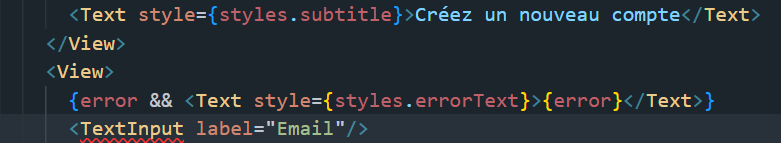 <Text style={styles.subtitle}>Créez un nouveau compte</Text>
</View>
<View>
{error && <Text style={styles.errorText}>{error}</Text>}
<TextInput label="Email"/>